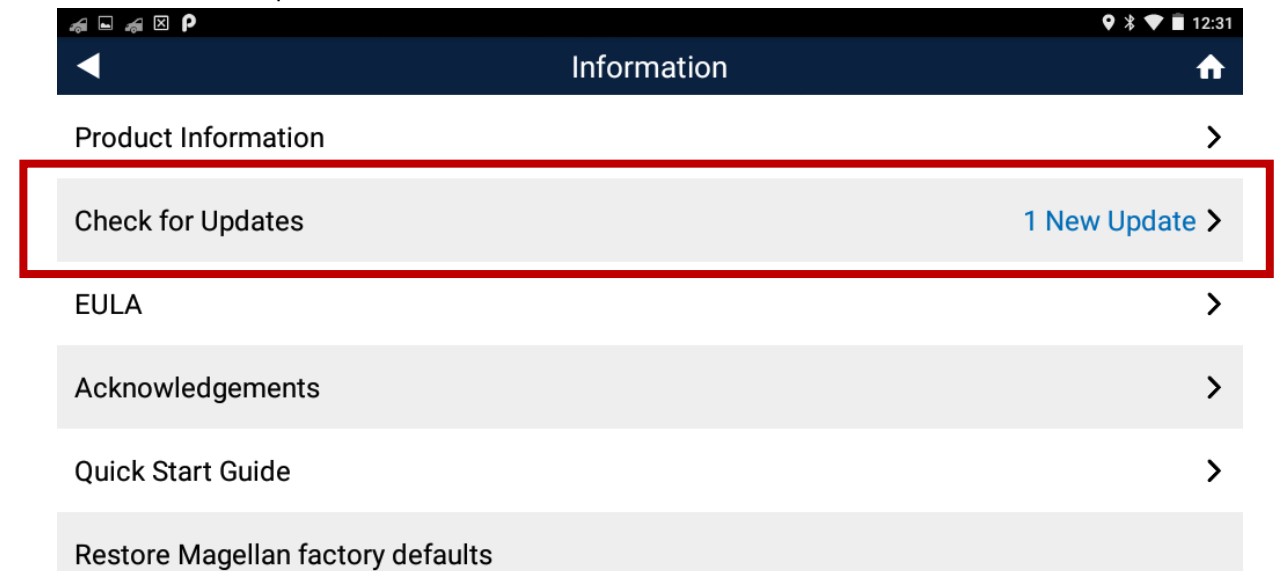 12:31
Information
Product Information
Check for Updates 1 New Update
EULA
Acknowledgements
Quick Start Guide
Restore Magellan factory defaults